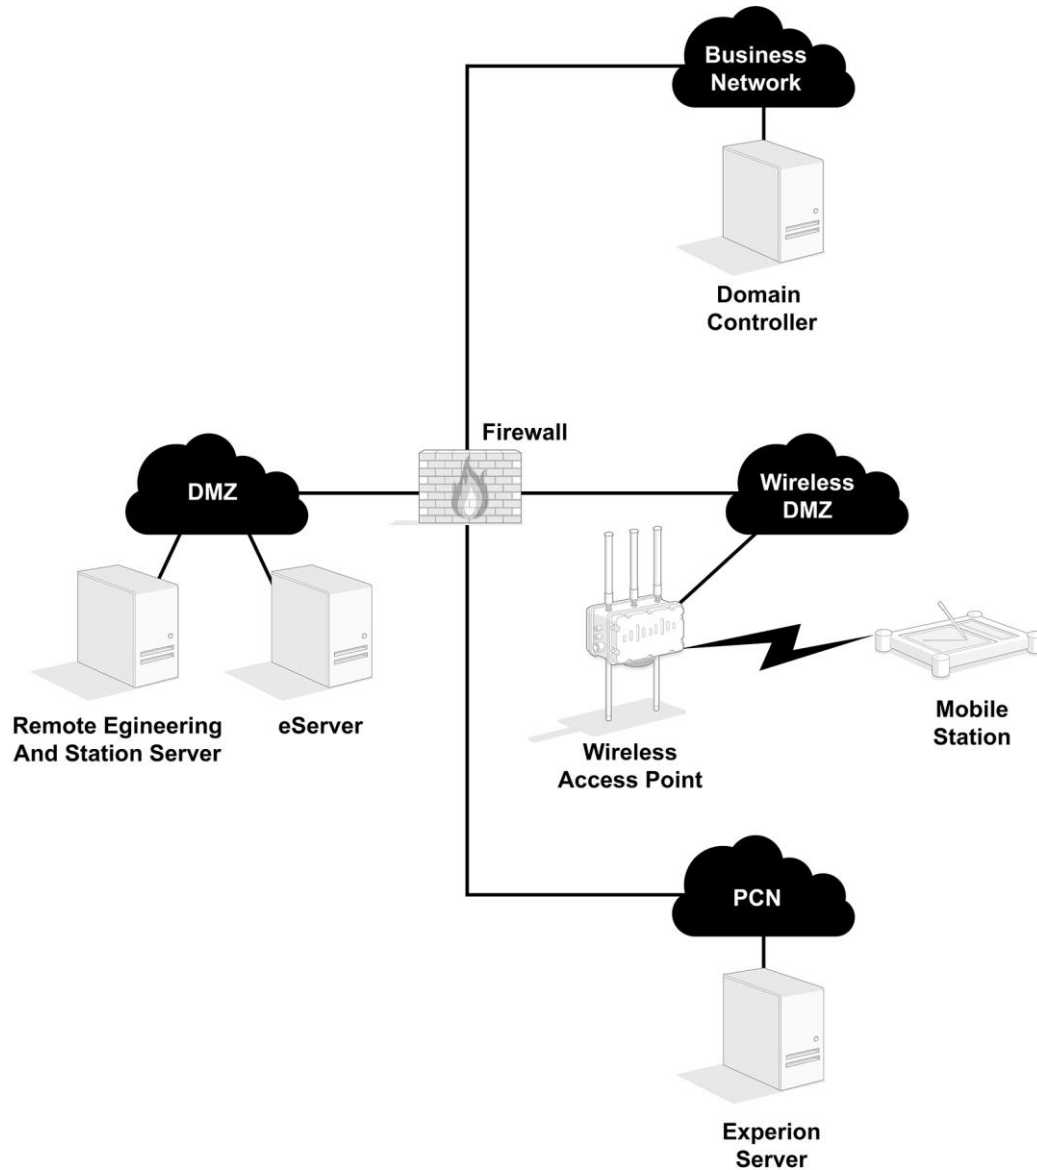 Business
Network
Domain
Controller
Firewall
DMZ
Wireless
DMZ
Remote Egineering
And Station Server
eServer
Wireless
Access Point
Mobile
Station
PCN
Experion
Server